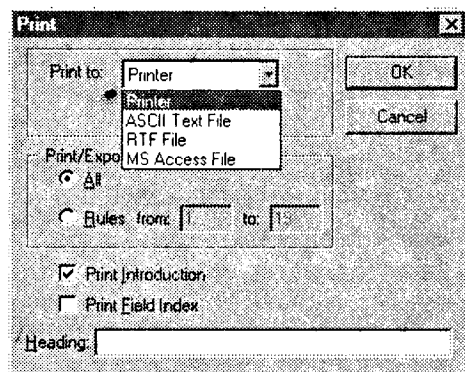 Print
Print to: Printer
OK
Printer
ASCII Text File
RTF File
MS Access File
Cancel
Print/Expo
All
Rules from: 1 to: 13
Print Introduction
Print Field Index
Heading: